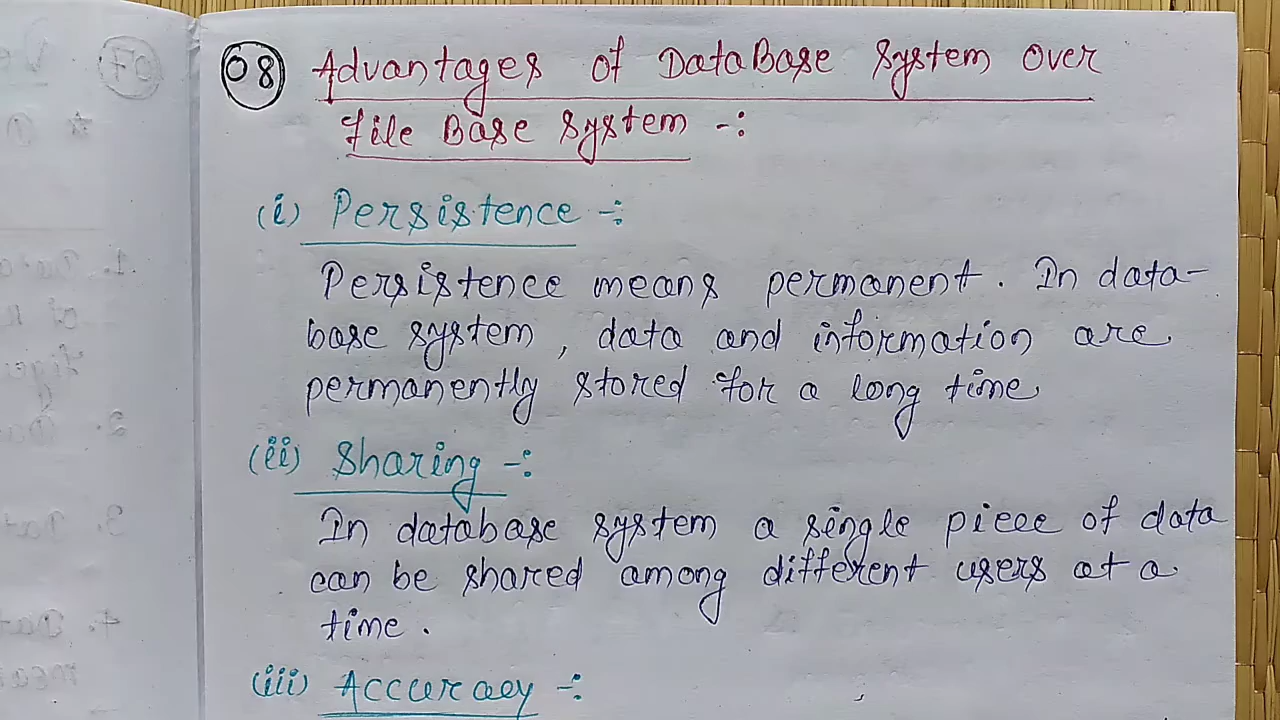 08 Advantages of DataBase System Over
File Base System -:
(i) Persistence -:
Persistence means permanent. In data-
base system, data and information are
permanently stored for a long time
(ii) Sharing -:
In database system a single piece of data
can be shared among different users at a
time.
(iii) Accuracy -: